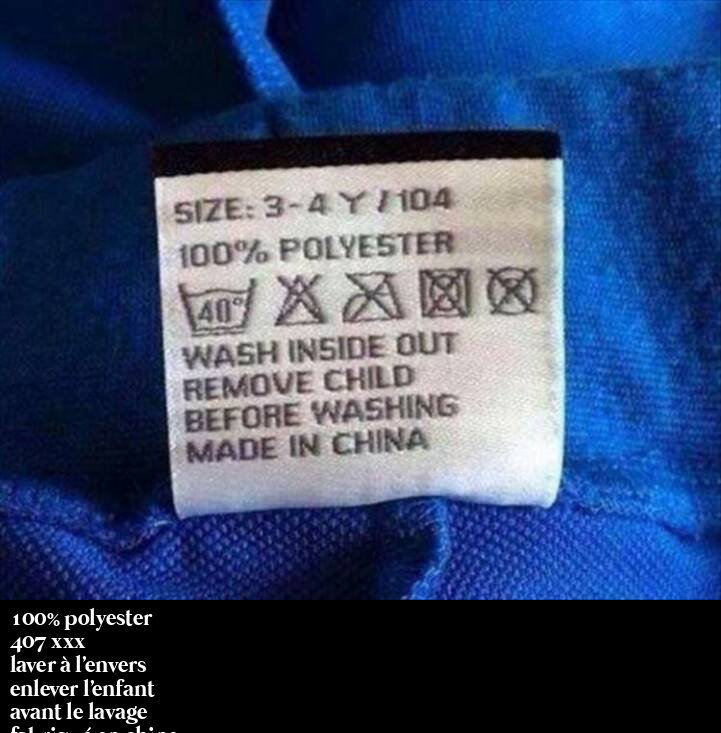 SIZE: 3-4 Y / 104
100% POLYESTER
40°
WASH INSIDE OUT
REMOVE CHILD
BEFORE WASHING
MADE IN CHINA
100% polyester
407 xxx
laver à l'envers
enlever l'enfant
avant le lavage